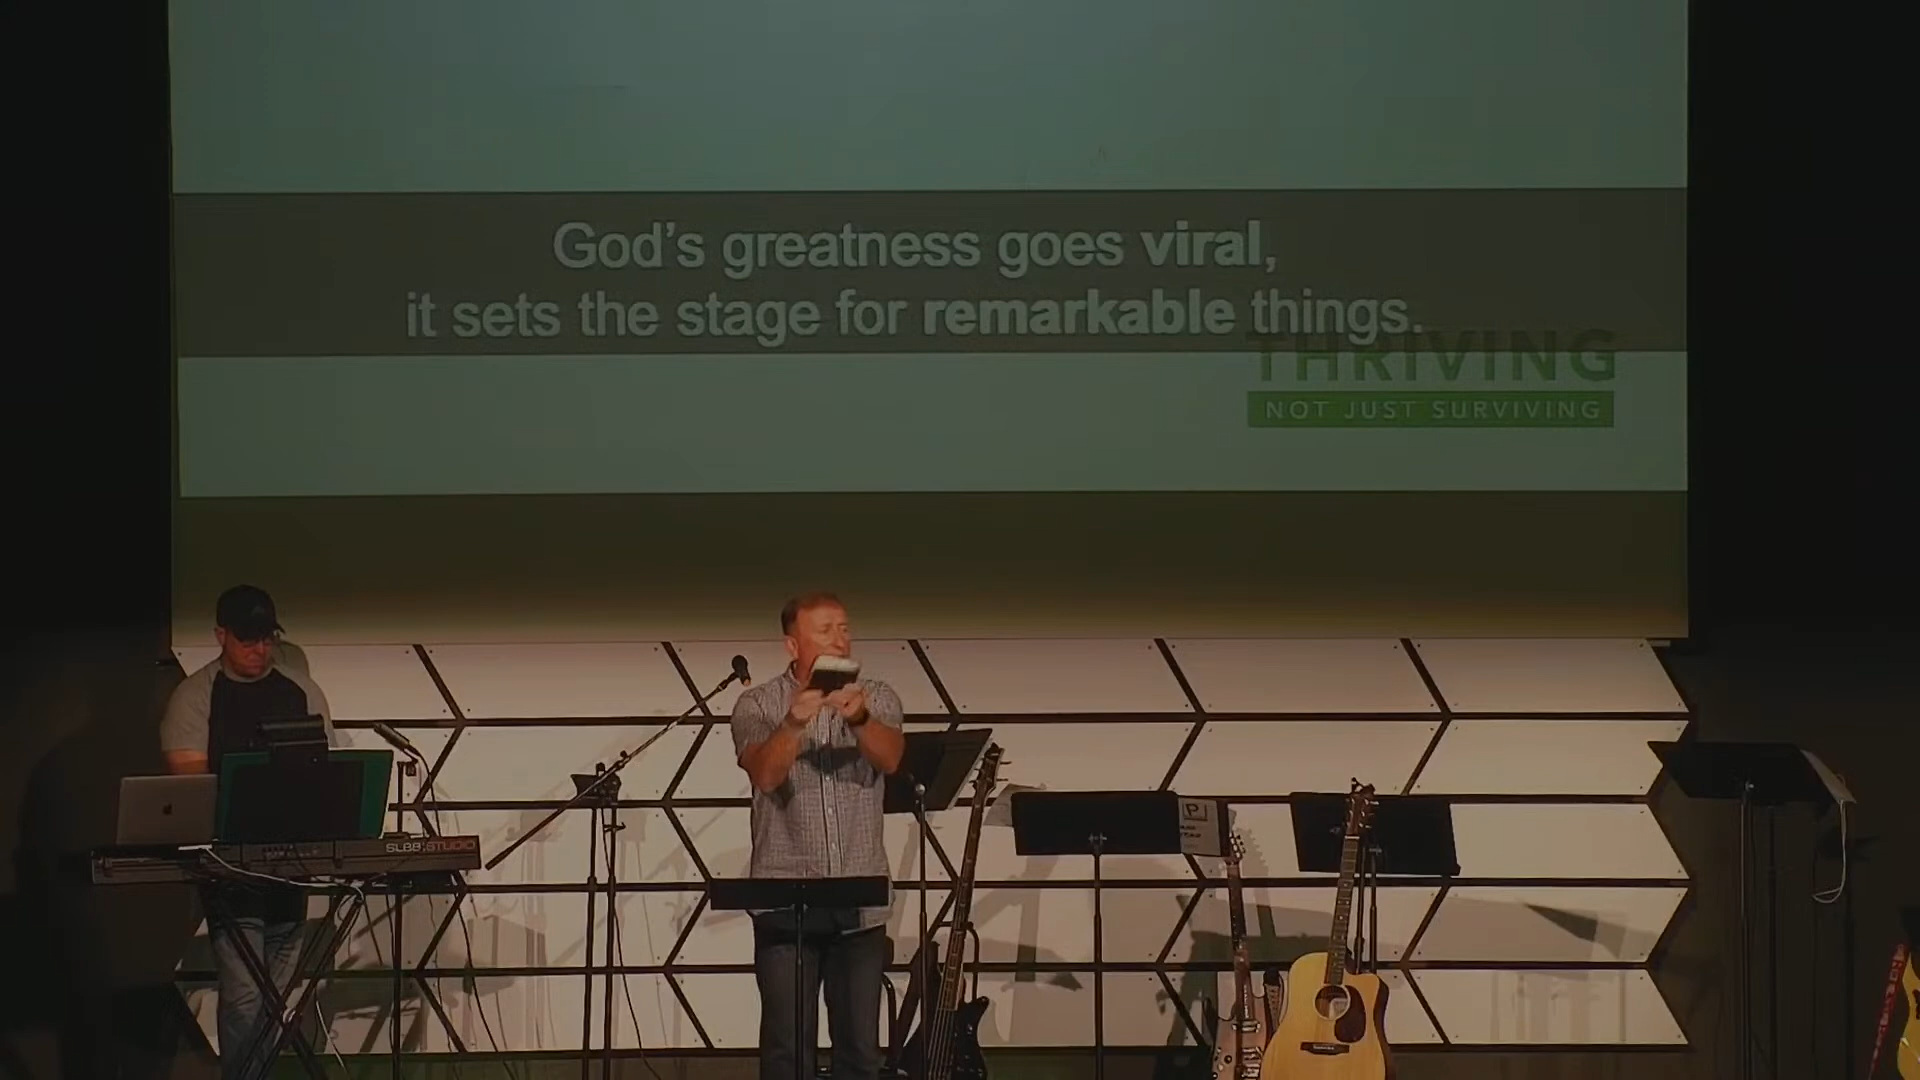 God's greatness goes viral,
it sets the stage for remarkable things.
THRIVING
NOT JUST SURVIVING
SL88 STUDIO
P